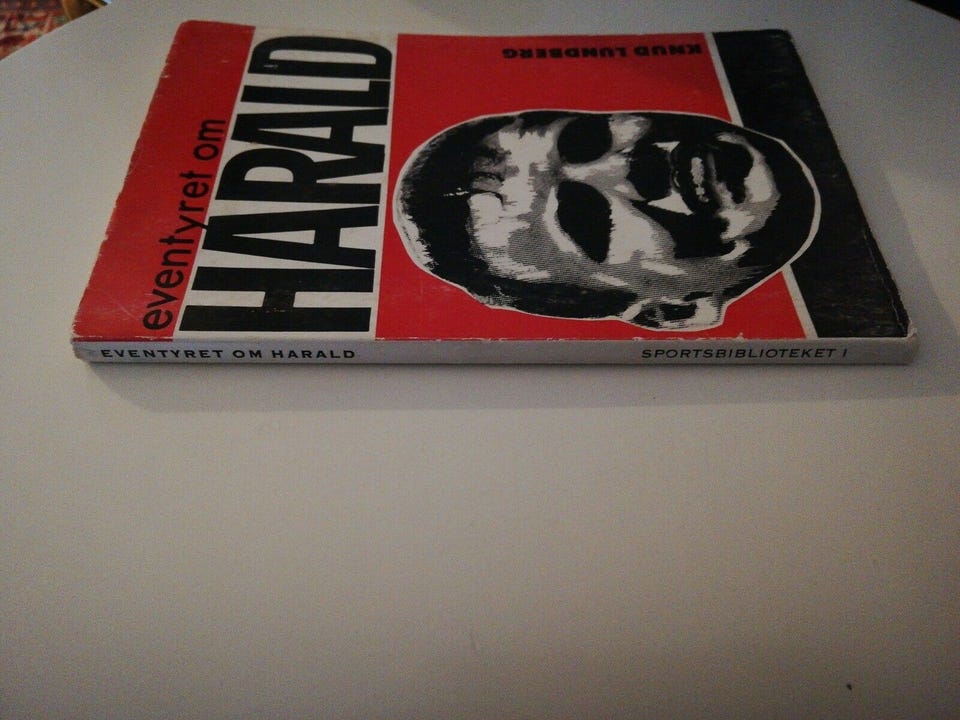 eventyret om
HARALD
KNUD LUNDBERG
EVENTYRET OM HARALD
SPORTSBIBLIOTEKET I